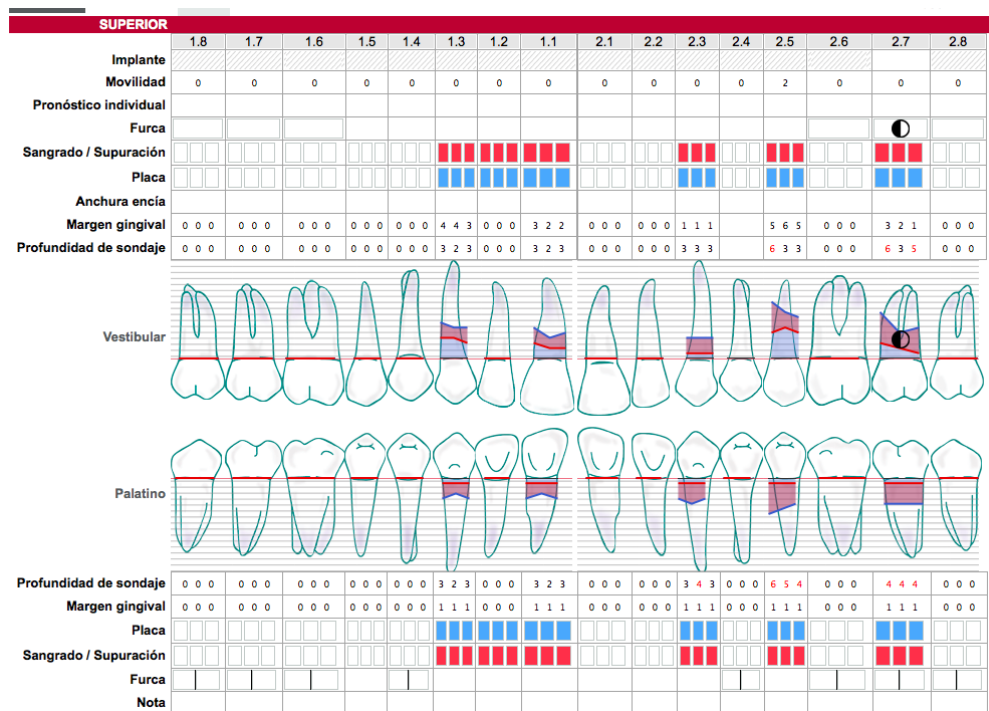 SUPERIOR
1.8 1.7 1.6 1.5 1.4 1.3 1.2 1.1 2.1 2.2 2.3 2.4 2.5 2.6 2.7 2.8
Implante
Movilidad 0 0 0 0 0 0 0 0 0 0 0 0 2 0 0 0
Pronóstico individual
Furca
Sangrado / Supuración
Placa
Anchura encía
Margen gingival 0 0 0 0 0 0 0 0 0 0 0 0 0 0 0 4 4 3 0 0 0 3 2 2 0 0 0 0 0 0 1 1 1 5 6 5 0 0 0 3 2 1 0 0 0
Profundidad de sondaje 0 0 0 0 0 0 0 0 0 0 0 0 0 0 0 3 2 3 0 0 0 3 2 3 0 0 0 0 0 0 3 3 3 6 3 3 0 0 0 6 3 5 0 0 0
Vestibular
Palatino
Profundidad de sondaje 0 0 0 0 0 0 0 0 0 0 0 0 0 0 0 3 2 3 0 0 0 3 2 3 0 0 0 0 0 0 3 4 3 0 0 0 6 5 4 0 0 0 4 4 4 0 0 0
Margen gingival 0 0 0 0 0 0 0 0 0 0 0 0 0 0 0 1 1 1 0 0 0 1 1 1 0 0 0 0 0 0 1 1 1 0 0 0 1 1 1 0 0 0 1 1 1 0 0 0
Placa
Sangrado / Supuración
Furca
Nota